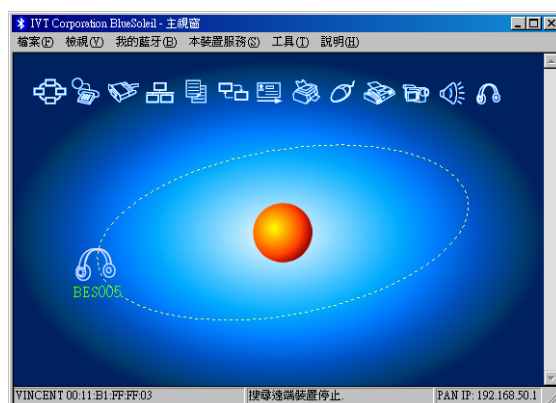 IVT Corporation BlueSoleil - 主視窗
檔案(F) 檢視(V) 我的藍牙(B) 本裝置服務(S) 工具(T) 說明(H)
BES005
VINCENT 00:11:B1:FF:FF:03 搜尋遠端裝置停止. PAN IP: 192.168.50.1